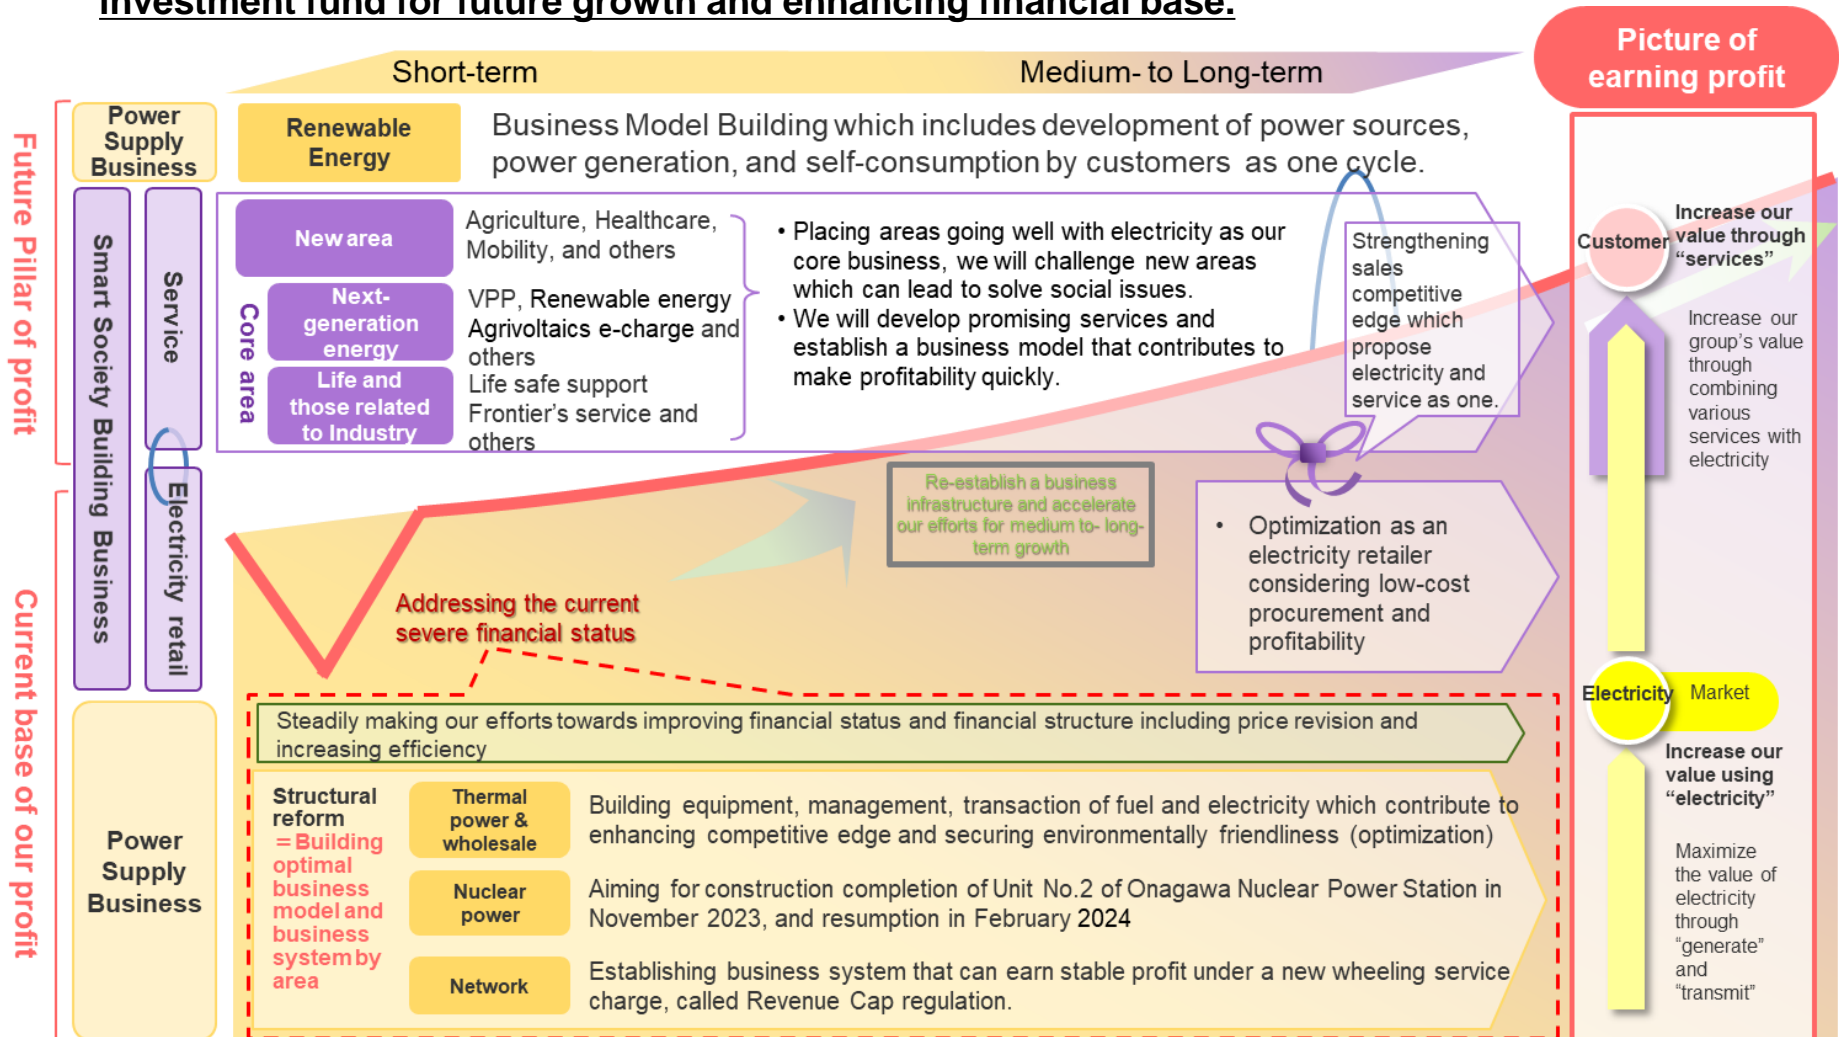 Investment fund for future growth and enhancing financial base.
Short-term
Medium- to Long-term
Picture of
earning profit
Future Pillar of profit
Power
Supply
Business
Renewable
Energy
Business Model Building which includes development of power sources,
power generation, and self-consumption by customers as one cycle.
Smart Society Building Business
Service
New area
Agriculture, Healthcare,
Mobility, and others
Core area
Next-
generation
energy
VPP, Renewable energy
Agrivoltaics e-charge and
others
Life and
those related
to Industry
Life safe support
Frontier's service and
others
• Placing areas going well with electricity as our
core business, we will challenge new areas
which can lead to solve social issues.
• We will develop promising services and
establish a business model that contributes to
make profitability quickly.
Strengthening
sales
competitive
edge which
propose
electricity and
service as one.
Customer
Increase our
value through
“services”
Increase our
group's value
through
combining
various
services with
electricity
Electricity retail
Re-establish a business
infrastructure and accelerate
our efforts for medium to- long-
term growth
• Optimization as an
electricity retailer
considering low-cost
procurement and
profitability
Current base of our profit
Addressing the current
severe financial status
Electricity
Market
Increase our
value using
“electricity”
Maximize
the value of
electricity
through
“generate”
and
“transmit”
Power
Supply
Business
Steadily making our efforts towards improving financial status and financial structure including price revision and
increasing efficiency
Structural
reform
=Building
optimal
business
model and
business
system by
area
Thermal
power &
wholesale
Building equipment, management, transaction of fuel and electricity which contribute to
enhancing competitive edge and securing environmentally friendliness (optimization)
Nuclear
power
Aiming for construction completion of Unit No.2 of Onagawa Nuclear Power Station in
November 2023, and resumption in February 2024
Network
Establishing business system that can earn stable profit under a new wheeling service
charge, called Revenue Cap regulation.